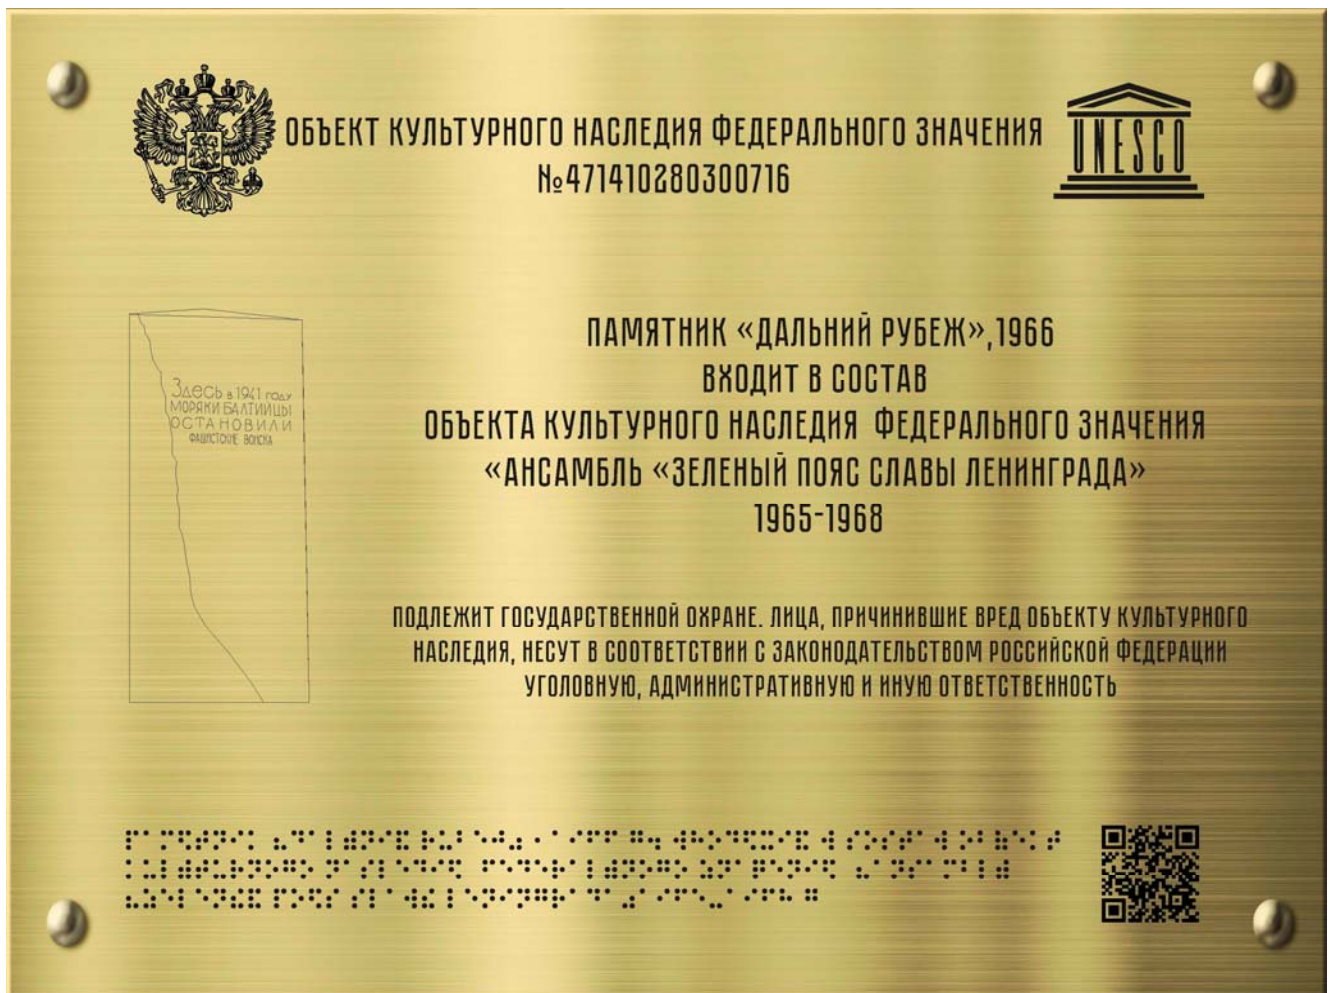 ОБЪЕКТ КУЛЬТУРНОГО НАСЛЕДИЯ ФЕДЕРАЛЬНОГО ЗНАЧЕНИЯ
№471410280300716
UNESCO
ЗДЕСЬ в 1941 году
МОРЯКИ БАЛТИЙЦЫ
ОСТАНОВИЛИ
ФАШИСТСКИЕ ВОЙСКА
ПАМЯТНИК «ДАЛЬНИЙ РУБЕЖ»,1966
ВХОДИТ В СОСТАВ
ОБЪЕКТА КУЛЬТУРНОГО НАСЛЕДИЯ ФЕДЕРАЛЬНОГО ЗНАЧЕНИЯ
«АНСАМБЛЬ «ЗЕЛЕНЫЙ ПОЯС СЛАВЫ ЛЕНИНГРАДА»
1965-1968
ПОДЛЕЖИТ ГОСУДАРСТВЕННОЙ ОХРАНЕ. ЛИЦА, ПРИЧИНИВШИЕ ВРЕД ОБЪЕКТУ КУЛЬТУРНОГО
НАСЛЕДИЯ, НЕСУТ В СООТВЕТСТВИИ С ЗАКОНОДАТЕЛЬСТВОМ РОССИЙСКОЙ ФЕДЕРАЦИИ
УГОЛОВНУЮ, АДМИНИСТРАТИВНУЮ И ИНУЮ ОТВЕТСТВЕННОСТЬ